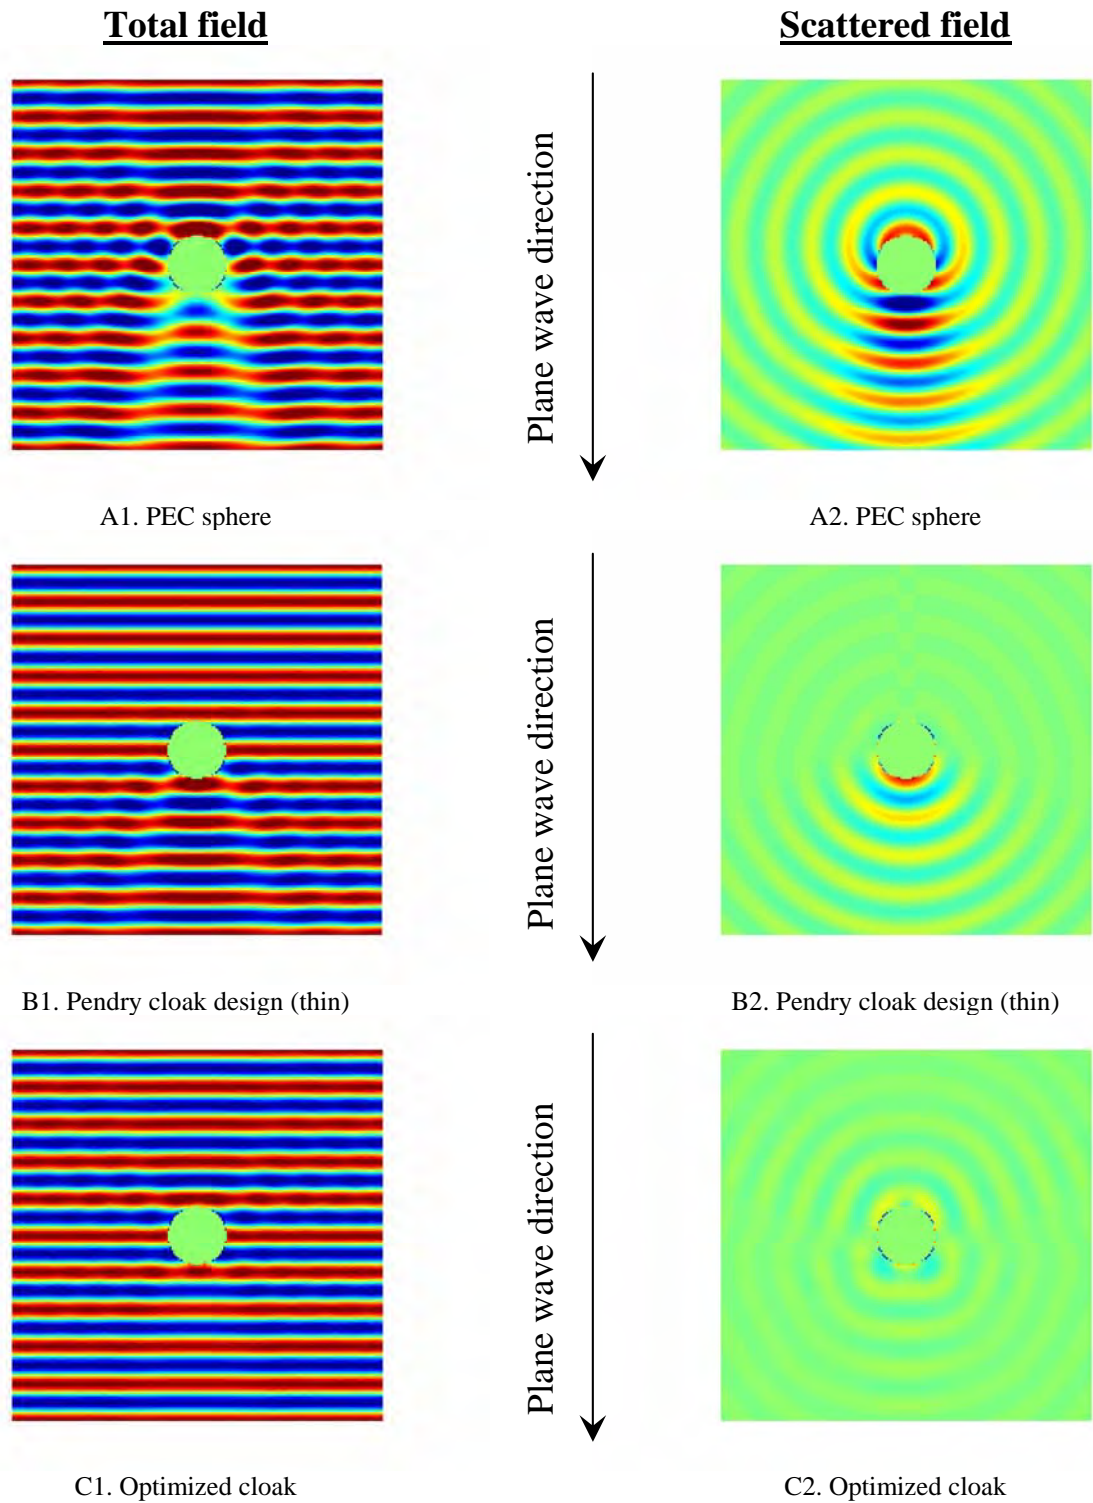 Total field
Scattered field
Plane wave direction
A1. PEC sphere
A2. PEC sphere
Plane wave direction
B1. Pendry cloak design (thin)
B2. Pendry cloak design (thin)
Plane wave direction
C1. Optimized cloak
C2. Optimized cloak